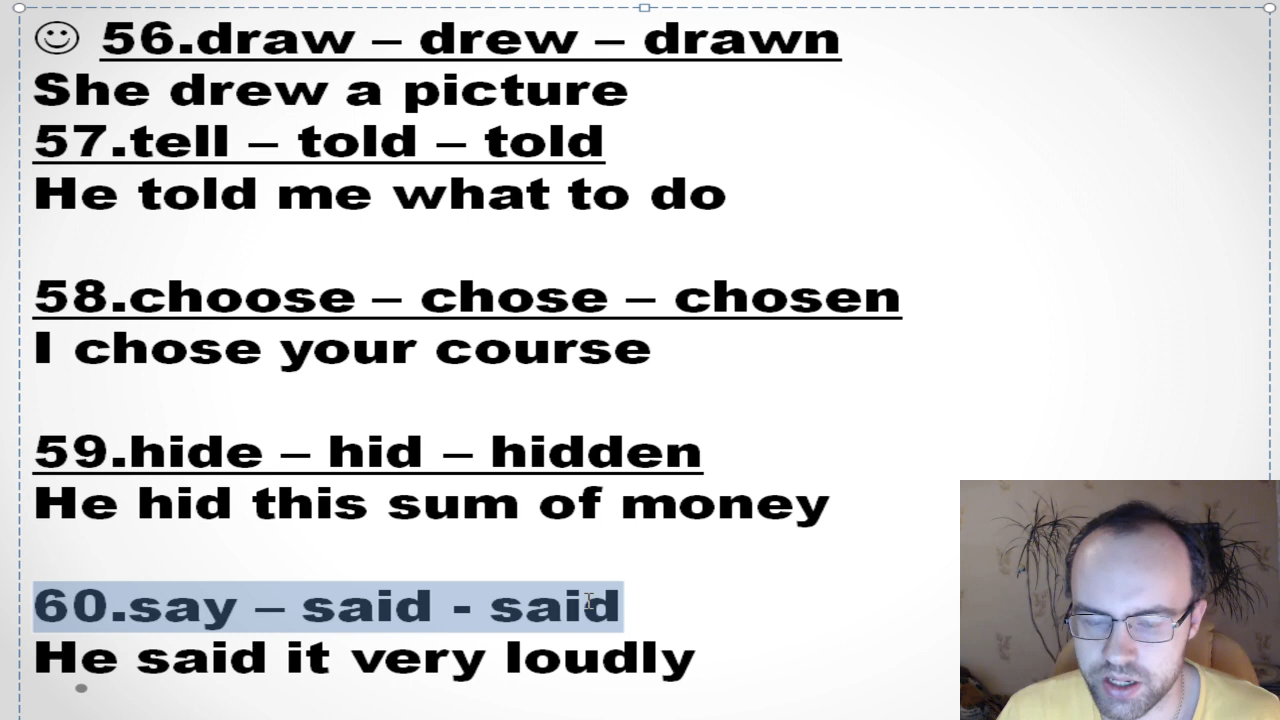 ☺ 56.draw – drew – drawn
She drew a picture
57.tell – told – told
He told me what to do
58.choose – chose – chosen
I chose your course
59.hide – hid – hidden
He hid this sum of money
60.say – said - said
He said it very loudly